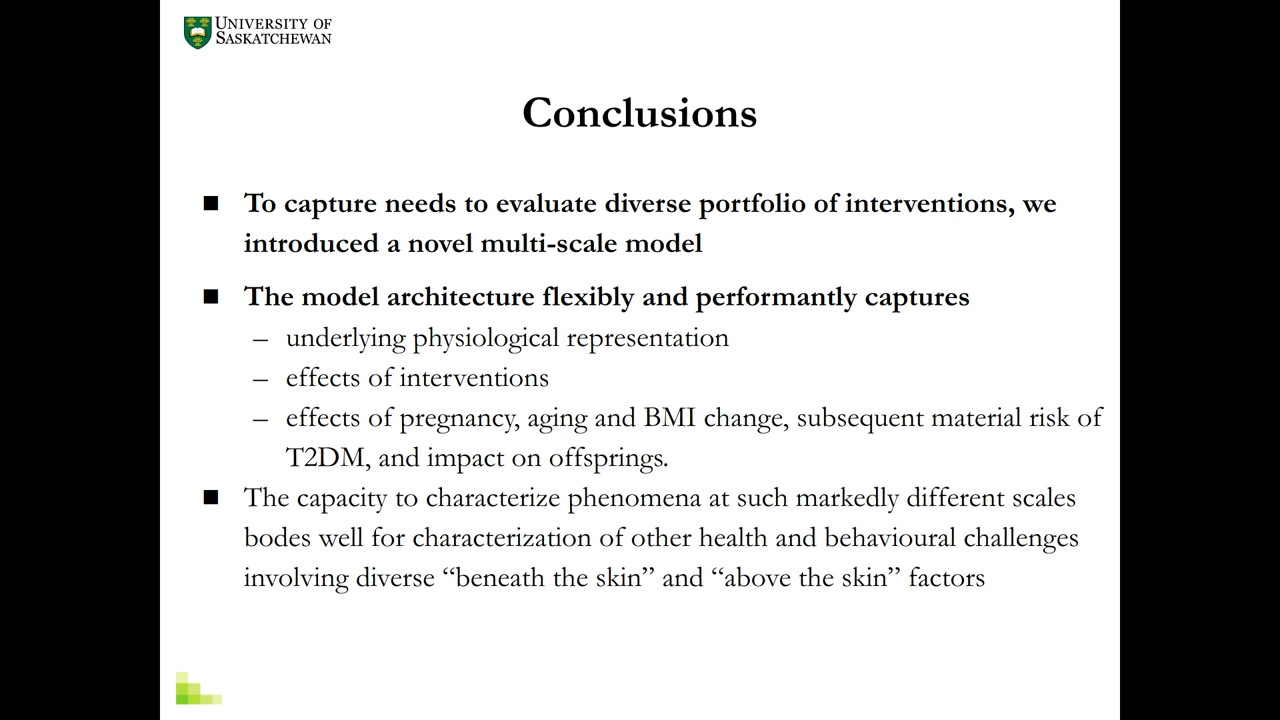 UNIVERSITY OF
SASKATCHEWAN
Conclusions
■ To capture needs to evaluate diverse portfolio of interventions, we
introduced a novel multi-scale model
■ The model architecture flexibly and performantly captures
– underlying physiological representation
– effects of interventions
– effects of pregnancy, aging and BMI change, subsequent material risk of
T2DM, and impact on offsprings.
■ The capacity to characterize phenomena at such markedly different scales
bodes well for characterization of other health and behavioural challenges
involving diverse “beneath the skin” and “above the skin” factors